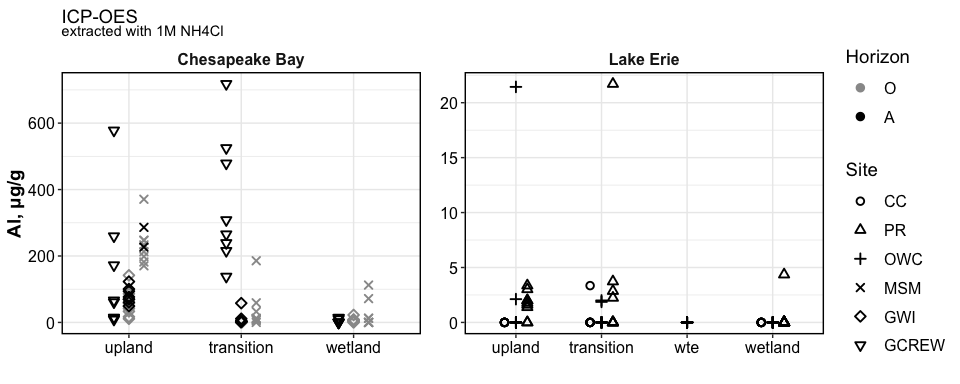 ICP-OES
extracted with 1M NH4Cl
Chesapeake Bay
Lake Erie
Al, µg/g
600
400
200
0
upland
transition
wetland
20
15
10
5
0
upland
transition
wte
wetland
Horizon
O
A
Site
CC
PR
OWC
MSM
GWI
GCREW